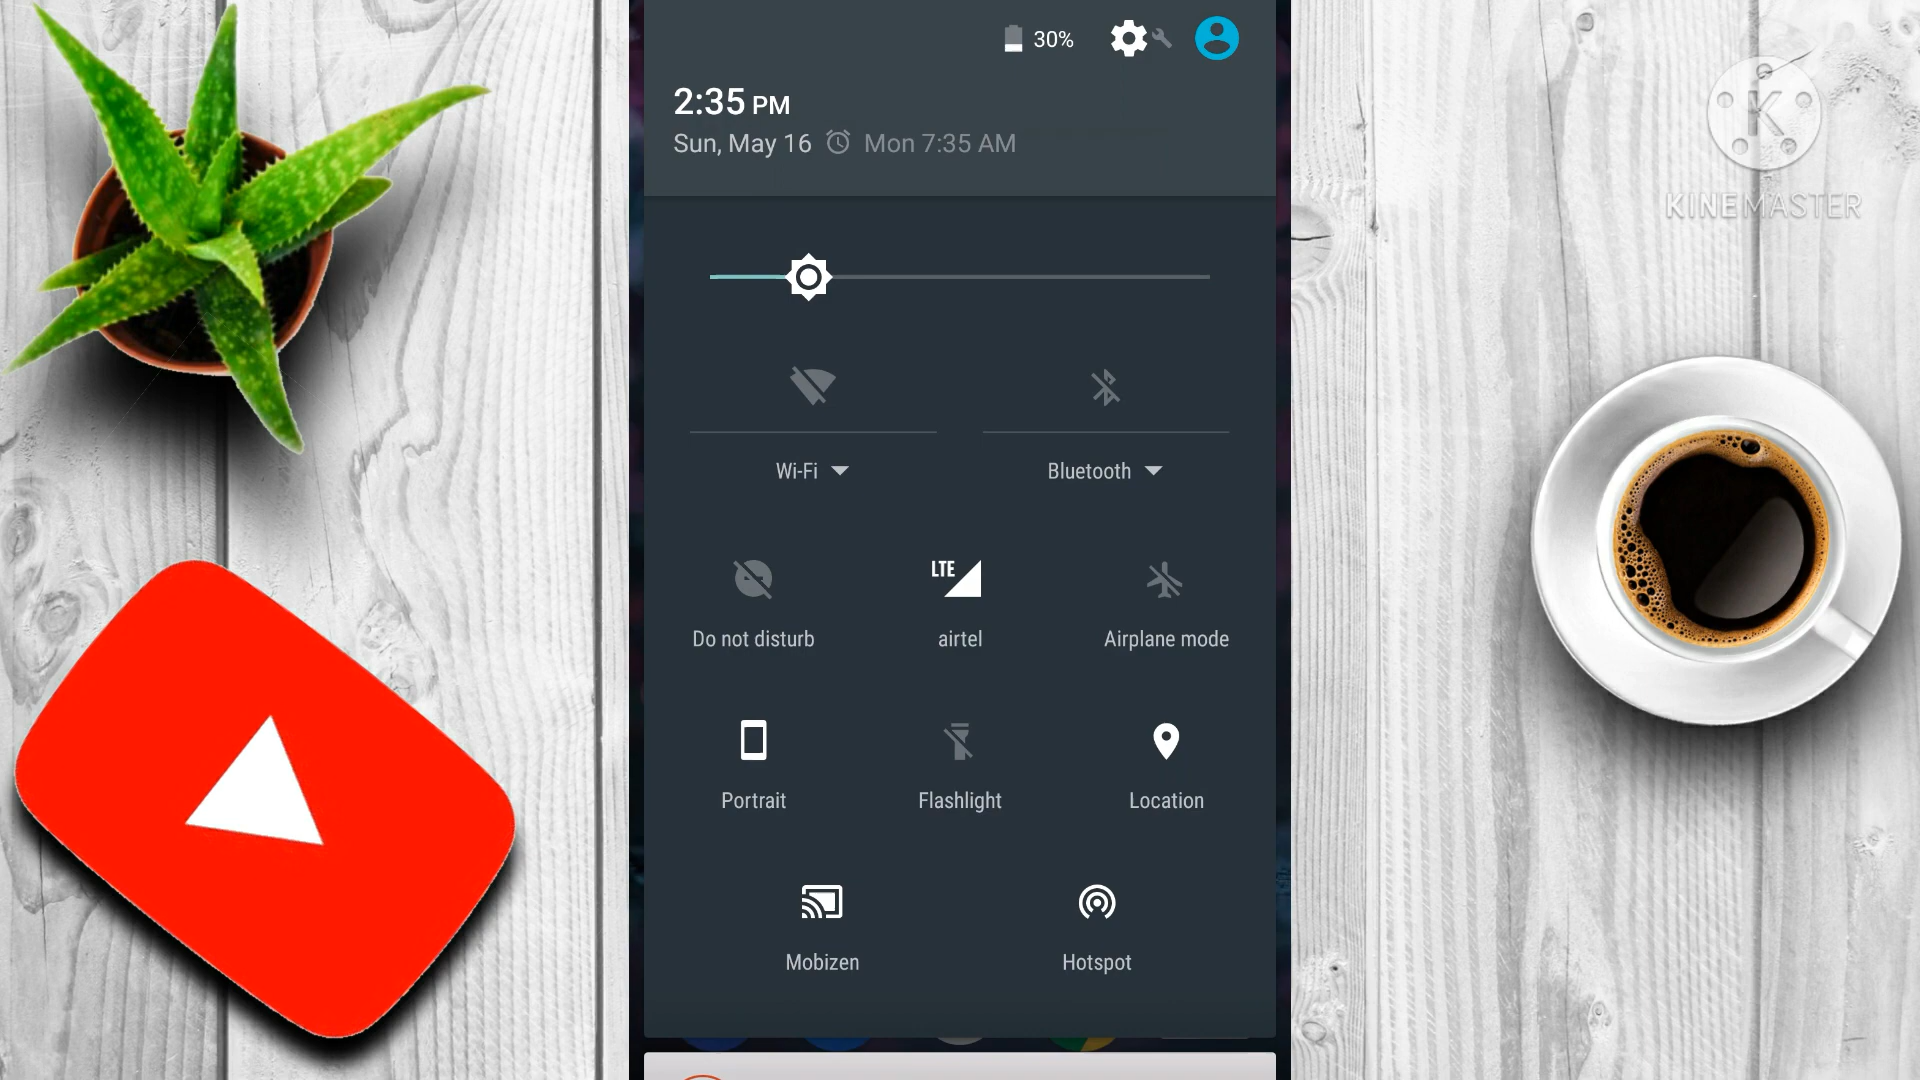 30%
2:35 PM
Sun, May 16 Mon 7:35 AM
K
KINEMASTER
Wi-Fi
Bluetooth
LTE
Do not disturb
airtel
Airplane mode
Portrait
Flashlight
Location
Mobizen
Hotspot